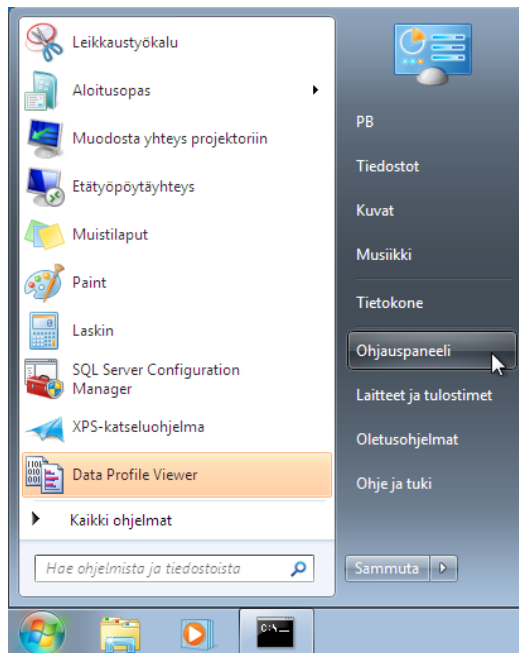 Leikkaustyökalu
Aloitusopas
Muodosta yhteys projektoriin
Etätyöpöytäyhteys
Muistilaput
Paint
Laskin
SQL Server Configuration
Manager
XPS-katseluohjelma
Data Profile Viewer
Kaikki ohjelmat
Hae ohjelmista ja tiedostoista
PB
Tiedostot
Kuvat
Musiikki
Tietokone
Ohjauspaneeli
Laitteet ja tulostimet
Oletusohjelmat
Ohje ja tuki
Sammuta
C:\